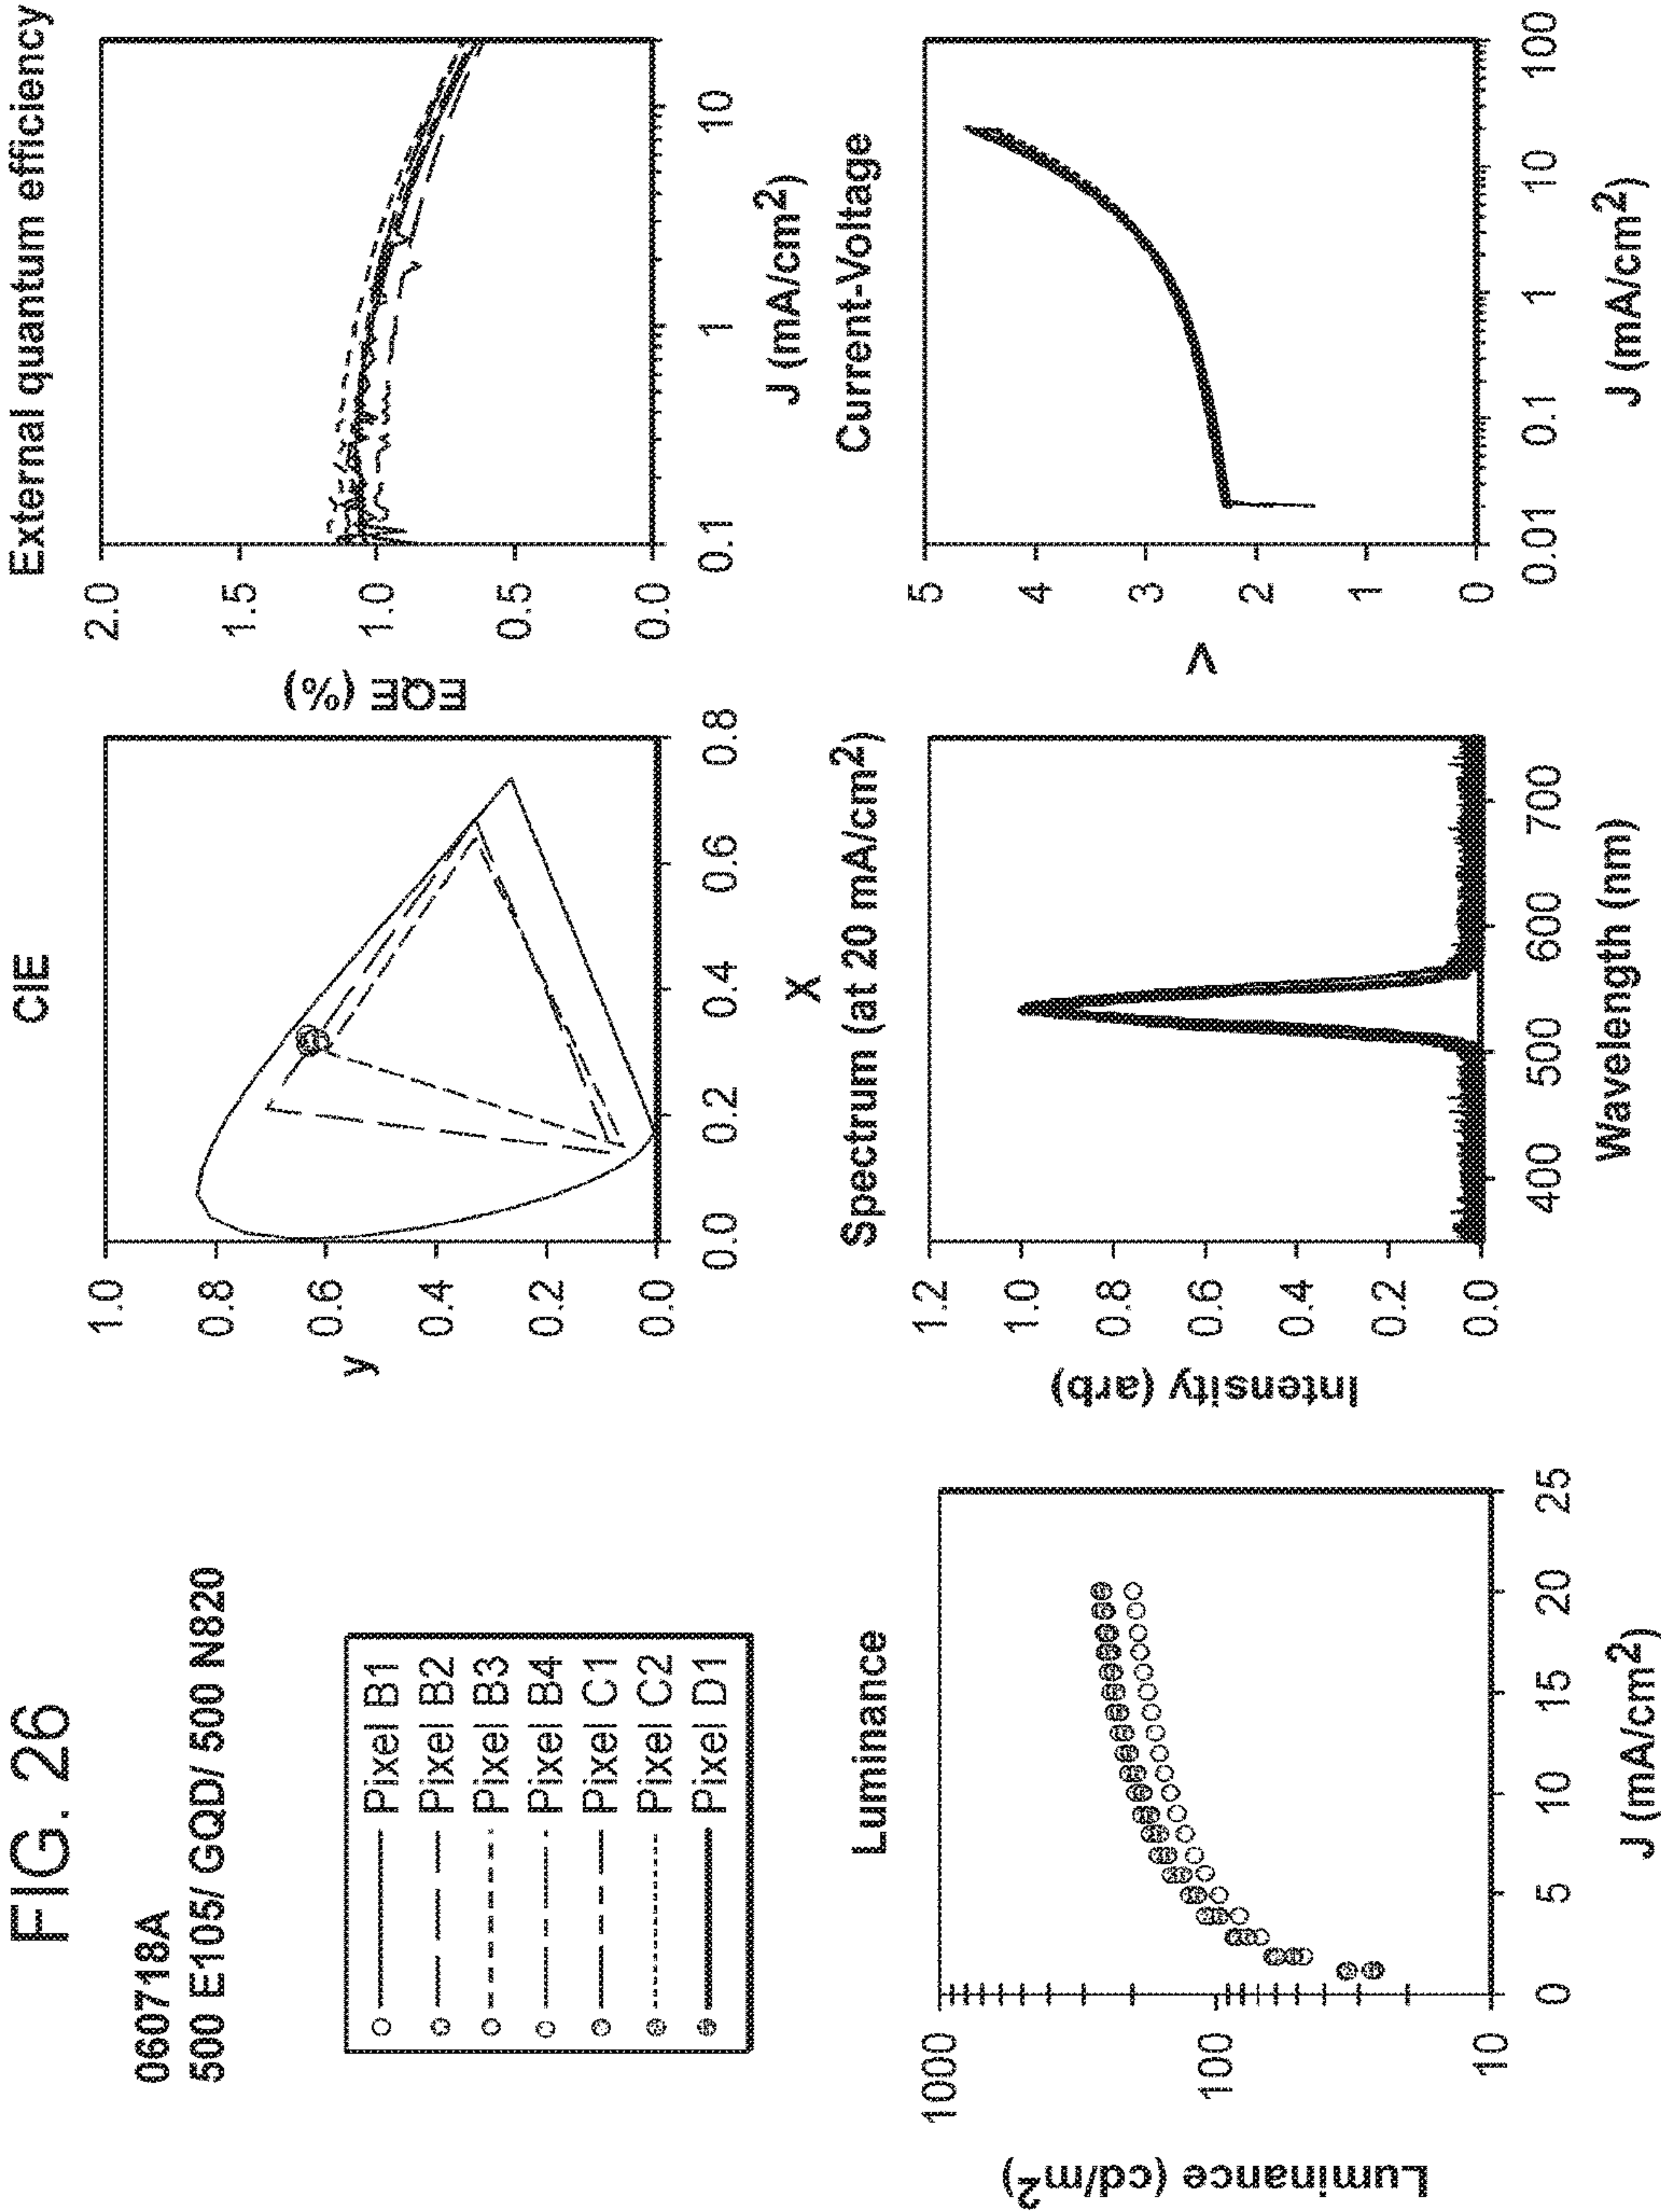 FIG. 26
060718A
500 E105/ GQD/ 500 N820
Pixel B1
Pixel B2
Pixel B3
Pixel B4
Pixel C1
Pixel C2
Pixel D1
CIE
y
1.0
0.8
0.6
0.4
0.2
0.0
0.0 0.2 0.4 0.6 0.8
X
External quantum efficiency
EQE (%)
2.0
1.5
1.0
0.5
0.0
0.1 1 10
J (mA/cm²)
Luminance
Luminance (cd/m²)
1000
100
10
0 5 10 15 20 25
J (mA/cm²)
Spectrum (at 20 mA/cm²)
Intensity (arb)
1.2
1.0
0.8
0.6
0.4
0.2
0.0
400 500 600 700
Wavelength (nm)
Current-Voltage
V
5
4
3
2
1
0
0.01 0.1 1 10 100
J (mA/cm²)